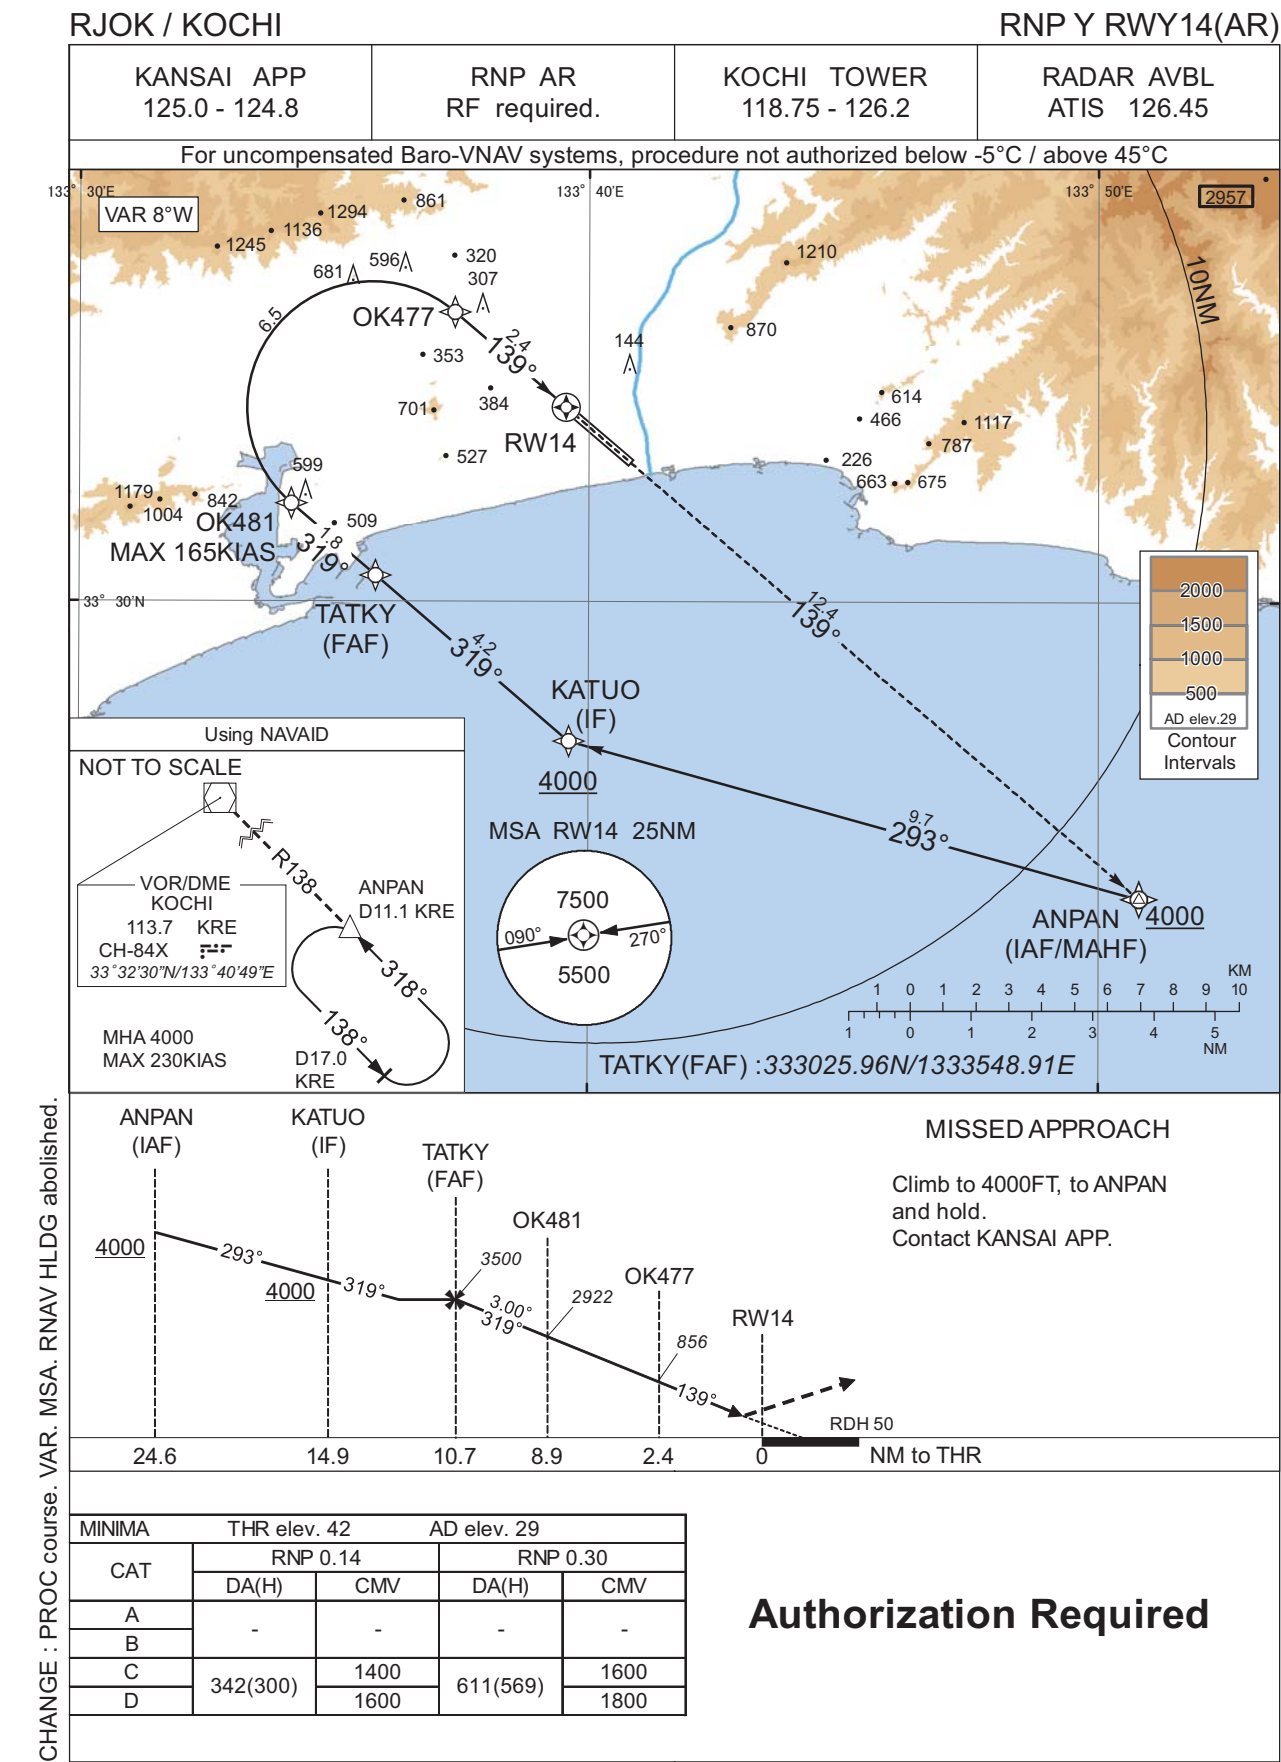 RJOK / KOCHI
RNP Y RWY14(AR)
KANSAI APP
125.0 - 124.8
RNP AR
RF required.
KOCHI TOWER
118.75 - 126.2
RADAR AVBL
ATIS 126.45
For uncompensated Baro-VNAV systems, procedure not authorized below -5°C / above 45°C
133° 30'E
133° 40'E
133° 50'E
VAR 8°W
2957
1294
861
1136
1245
596
681
320
307
1210
10NM
6.5
OK477
2.4
139°
144
870
353
384
701
RW14
614
466
1117
787
527
226
663
675
599
1179
842
1004
OK481
MAX 165KIAS
509
1.8
319°
33° 30'N
TATKY
(FAF)
12.4
139°
4.2
319°
2000
1500
1000
500
AD elev.29
Contour
Intervals
KATUO
(IF)
4000
Using NAVAID
NOT TO SCALE
R138
VOR/DME
KOCHI
113.7 KRE
CH-84X
33°32'30"N/133°40'49"E
ANPAN
D11.1 KRE
318°
138°
D17.0
KRE
MHA 4000
MAX 230KIAS
MSA RW14 25NM
7500
090°
270°
5500
9.7
293°
ANPAN
(IAF/MAHF)
4000
KM
1 0 1 2 3 4 5 6 7 8 9 10
1 0 1 2 3 4 5
NM
TATKY(FAF) :333025.96N/1333548.91E
CHANGE : PROC course. VAR. MSA. RNAV HLDG abolished.
ANPAN
(IAF)
KATUO
(IF)
TATKY
(FAF)
OK481
OK477
RW14
4000
293°
4000
319°
3500
3.00°
319°
2922
856
139°
RDH 50
24.6 14.9 10.7 8.9 2.4 0 NM to THR
MISSED APPROACH
Climb to 4000FT, to ANPAN
and hold.
Contact KANSAI APP.
MINIMA THR elev. 42 AD elev. 29
CAT RNP 0.14 RNP 0.30
DA(H) CMV DA(H) CMV
A
B
- - - -
C 342(300) 1400 611(569) 1600
D 1600 1800
Authorization Required